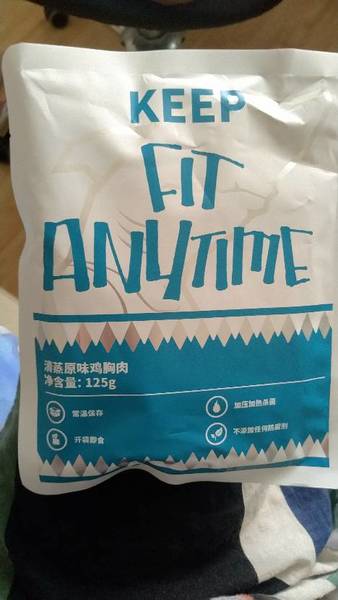 KEEP
FIT
ANYTIME
清蒸原味鸡胸肉
净含量: 125g
常温保存
加压加热杀菌
开袋即食
不添加任何防腐剂